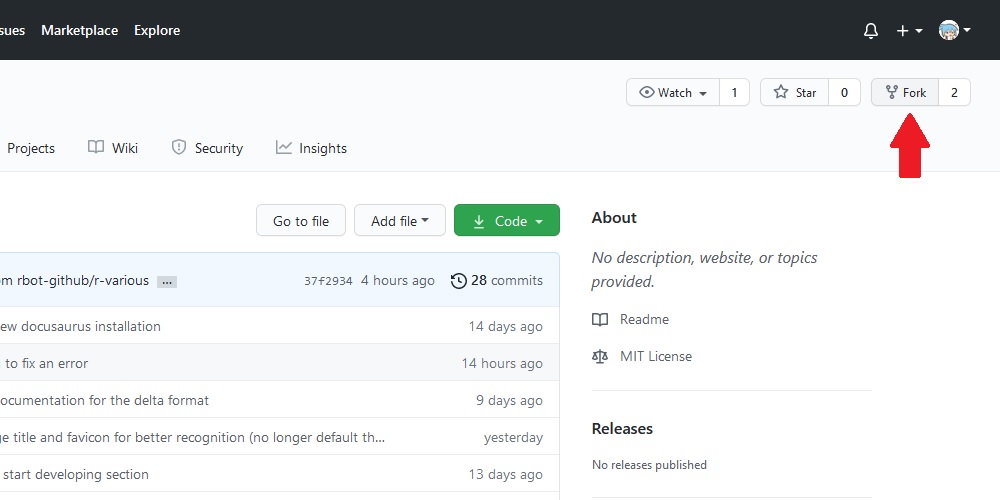 sues Marketplace Explore
Watch 1 Star 0 Fork 2
Projects Wiki Security Insights
Go to file Add file Code
om rbot-github/r-various ... 37f2934 4 hours ago 28 commits
ew docusaurus installation 14 days ago
to fix an error 14 hours ago
ocumentation for the delta format 9 days ago
ge title and favicon for better recognition (no longer default th... yesterday
start developing section 13 days ago
About
No description, website, or topics
provided.
Readme
MIT License
Releases
No releases published